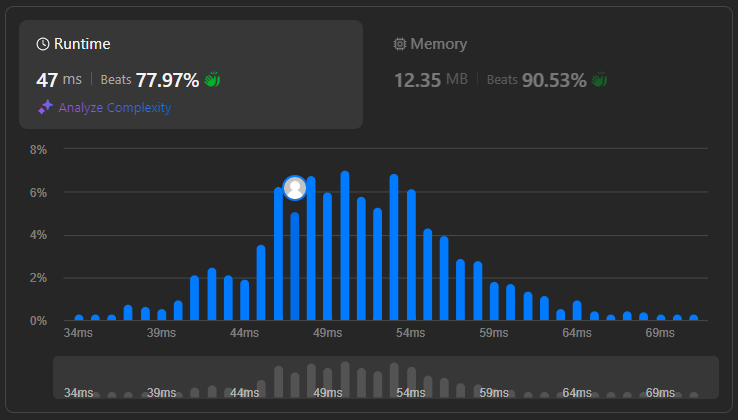 Runtime
Memory
47 ms | Beats 77.97%
12.35 MB | Beats 90.53%
Analyze Complexity
8%
6%
4%
2%
0%
34ms 39ms 44ms 49ms 54ms 59ms 64ms 69ms
34ms 39ms 44ms 49ms 54ms 59ms 64ms 69ms